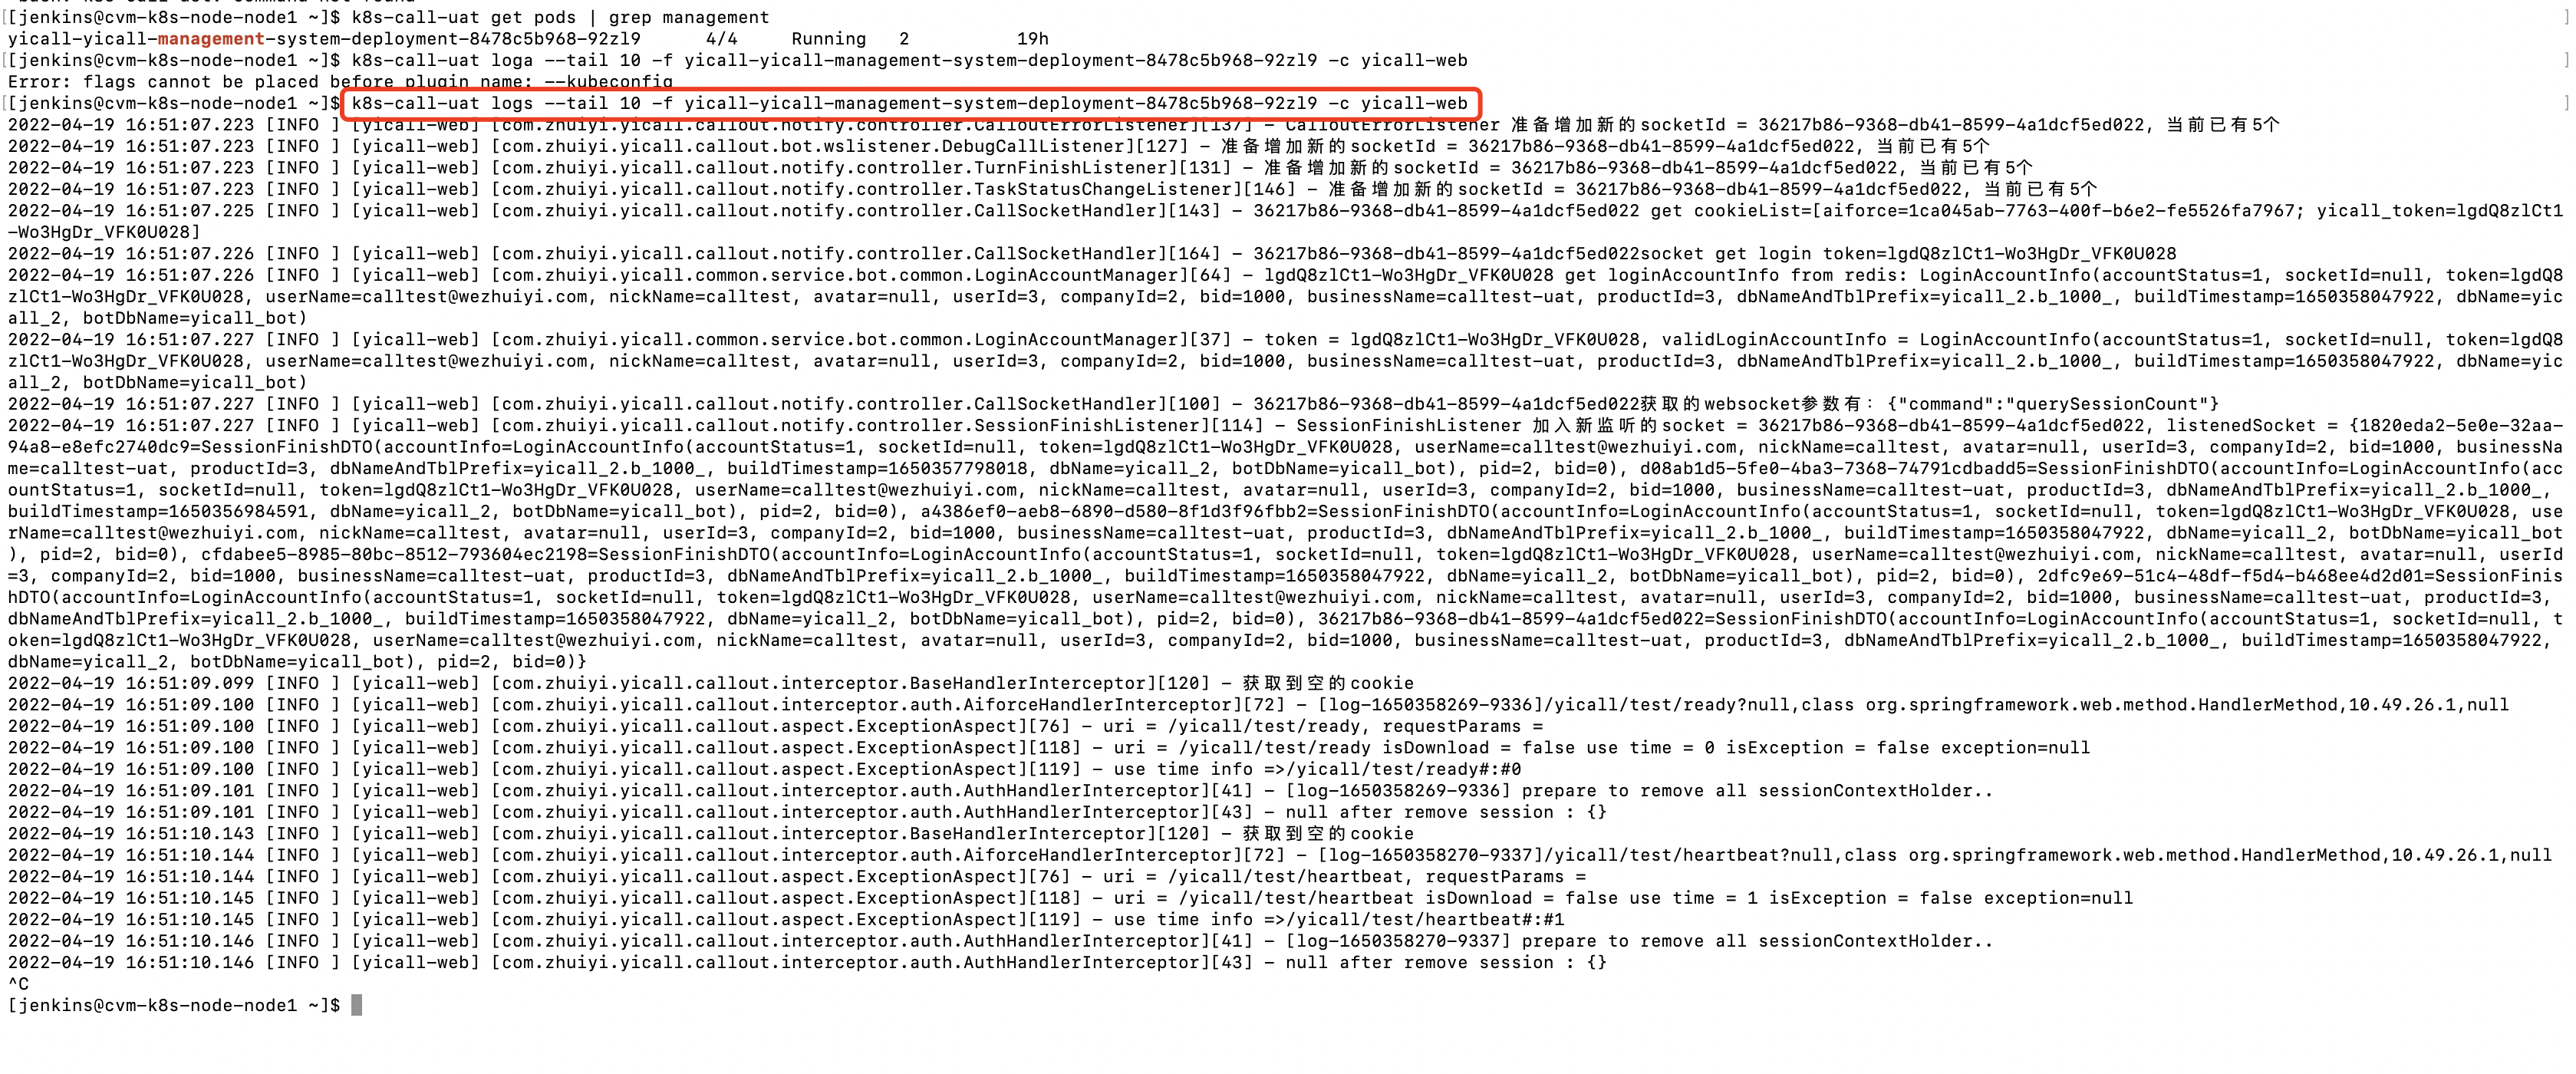 [[jenkins@cvm-k8s-node-node1 ~]$ k8s-call-uat get pods | grep management ]
yicall-yicall-management-system-deployment-8478c5b968-92zl9      4/4     Running   2          19h
[[jenkins@cvm-k8s-node-node1 ~]$ k8s-call-uat loga --tail 10 -f yicall-yicall-management-system-deployment-8478c5b968-92zl9 -c yicall-web ]
Error: flags cannot be placed before plugin name: --kubeconfig
[[jenkins@cvm-k8s-node-node1 ~]$ k8s-call-uat logs --tail 10 -f yicall-yicall-management-system-deployment-8478c5b968-92zl9 -c yicall-web ]
2022-04-19 16:51:07.223 [INFO ] [yicall-web] [com.zhuiyi.yicall.callout.notify.controller.CalloutErrorListener][137] - CalloutErrorListener 准备增加新的socketId = 36217b86-9368-db41-8599-4a1dcf5ed022, 当前已有5个
2022-04-19 16:51:07.223 [INFO ] [yicall-web] [com.zhuiyi.yicall.callout.bot.wslistener.DebugCallListener][127] - 准备增加新的socketId = 36217b86-9368-db41-8599-4a1dcf5ed022, 当前已有5个
2022-04-19 16:51:07.223 [INFO ] [yicall-web] [com.zhuiyi.yicall.callout.notify.controller.TurnFinishListener][131] - 准备增加新的socketId = 36217b86-9368-db41-8599-4a1dcf5ed022, 当前已有5个
2022-04-19 16:51:07.223 [INFO ] [yicall-web] [com.zhuiyi.yicall.callout.notify.controller.TaskStatusChangeListener][146] - 准备增加新的socketId = 36217b86-9368-db41-8599-4a1dcf5ed022, 当前已有5个
2022-04-19 16:51:07.225 [INFO ] [yicall-web] [com.zhuiyi.yicall.callout.notify.controller.CallSocketHandler][143] - 36217b86-9368-db41-8599-4a1dcf5ed022 get cookieList=[aiforce=1ca045ab-7763-400f-b6e2-fe5526fa7967; yicall_token=lgdQ8zlCt1
-Wo3HgDr_VFK0U028]
2022-04-19 16:51:07.226 [INFO ] [yicall-web] [com.zhuiyi.yicall.callout.notify.controller.CallSocketHandler][164] - 36217b86-9368-db41-8599-4a1dcf5ed022socket get login token=lgdQ8zlCt1-Wo3HgDr_VFK0U028
2022-04-19 16:51:07.226 [INFO ] [yicall-web] [com.zhuiyi.yicall.common.service.bot.common.LoginAccountManager][64] - lgdQ8zlCt1-Wo3HgDr_VFK0U028 get loginAccountInfo from redis: LoginAccountInfo(accountStatus=1, socketId=null, token=lgdQ8
zlCt1-Wo3HgDr_VFK0U028, userName=calltest@wezhuiyi.com, nickName=calltest, avatar=null, userId=3, companyId=2, bid=1000, businessName=calltest-uat, productId=3, dbNameAndTblPrefix=yicall_2.b_1000_, buildTimestamp=1650358047922, dbName=yic
all_2, botDbName=yicall_bot)
2022-04-19 16:51:07.227 [INFO ] [yicall-web] [com.zhuiyi.yicall.common.service.bot.common.LoginAccountManager][37] - token = lgdQ8zlCt1-Wo3HgDr_VFK0U028, validLoginAccountInfo = LoginAccountInfo(accountStatus=1, socketId=null, token=lgdQ8
zlCt1-Wo3HgDr_VFK0U028, userName=calltest@wezhuiyi.com, nickName=calltest, avatar=null, userId=3, companyId=2, bid=1000, businessName=calltest-uat, productId=3, dbNameAndTblPrefix=yicall_2.b_1000_, buildTimestamp=1650358047922, dbName=yic
all_2, botDbName=yicall_bot)
2022-04-19 16:51:07.227 [INFO ] [yicall-web] [com.zhuiyi.yicall.callout.notify.controller.CallSocketHandler][100] - 36217b86-9368-db41-8599-4a1dcf5ed022获取的websocket参数有: {"command":"querySessionCount"}
2022-04-19 16:51:07.227 [INFO ] [yicall-web] [com.zhuiyi.yicall.callout.notify.controller.SessionFinishListener][114] - SessionFinishListener 加入新监听的socket = 36217b86-9368-db41-8599-4a1dcf5ed022, listenedSocket = {1820eda2-5e0e-32aa-
94a8-e8efc2740dc9=SessionFinishDTO(accountInfo=LoginAccountInfo(accountStatus=1, socketId=null, token=lgdQ8zlCt1-Wo3HgDr_VFK0U028, userName=calltest@wezhuiyi.com, nickName=calltest, avatar=null, userId=3, companyId=2, bid=1000, businessNa
me=calltest-uat, productId=3, dbNameAndTblPrefix=yicall_2.b_1000_, buildTimestamp=1650357798018, dbName=yicall_2, botDbName=yicall_bot), pid=2, bid=0), d08ab1d5-5fe0-4ba3-7368-74791cdbadd5=SessionFinishDTO(accountInfo=LoginAccountInfo(acc
ountStatus=1, socketId=null, token=lgdQ8zlCt1-Wo3HgDr_VFK0U028, userName=calltest@wezhuiyi.com, nickName=calltest, avatar=null, userId=3, companyId=2, bid=1000, businessName=calltest-uat, productId=3, dbNameAndTblPrefix=yicall_2.b_1000_,
buildTimestamp=1650356984591, dbName=yicall_2, botDbName=yicall_bot), pid=2, bid=0), a4386ef0-aeb8-6890-d580-8f1d3f96fbb2=SessionFinishDTO(accountInfo=LoginAccountInfo(accountStatus=1, socketId=null, token=lgdQ8zlCt1-Wo3HgDr_VFK0U028, use
rName=calltest@wezhuiyi.com, nickName=calltest, avatar=null, userId=3, companyId=2, bid=1000, businessName=calltest-uat, productId=3, dbNameAndTblPrefix=yicall_2.b_1000_, buildTimestamp=1650358047922, dbName=yicall_2, botDbName=yicall_bot
), pid=2, bid=0), cfdabee5-8985-80bc-8512-793604ec2198=SessionFinishDTO(accountInfo=LoginAccountInfo(accountStatus=1, socketId=null, token=lgdQ8zlCt1-Wo3HgDr_VFK0U028, userName=calltest@wezhuiyi.com, nickName=calltest, avatar=null, userId
=3, companyId=2, bid=1000, businessName=calltest-uat, productId=3, dbNameAndTblPrefix=yicall_2.b_1000_, buildTimestamp=1650358047922, dbName=yicall_2, botDbName=yicall_bot), pid=2, bid=0), 2dfc9e69-51c4-48df-f5d4-b468ee4d2d01=SessionFinis
hDTO(accountInfo=LoginAccountInfo(accountStatus=1, socketId=null, token=lgdQ8zlCt1-Wo3HgDr_VFK0U028, userName=calltest@wezhuiyi.com, nickName=calltest, avatar=null, userId=3, companyId=2, bid=1000, businessName=calltest-uat, productId=3,
dbNameAndTblPrefix=yicall_2.b_1000_, buildTimestamp=1650358047922, dbName=yicall_2, botDbName=yicall_bot), pid=2, bid=0), 36217b86-9368-db41-8599-4a1dcf5ed022=SessionFinishDTO(accountInfo=LoginAccountInfo(accountStatus=1, socketId=null, t
oken=lgdQ8zlCt1-Wo3HgDr_VFK0U028, userName=calltest@wezhuiyi.com, nickName=calltest, avatar=null, userId=3, companyId=2, bid=1000, businessName=calltest-uat, productId=3, dbNameAndTblPrefix=yicall_2.b_1000_, buildTimestamp=1650358047922,
dbName=yicall_2, botDbName=yicall_bot), pid=2, bid=0)}
2022-04-19 16:51:09.099 [INFO ] [yicall-web] [com.zhuiyi.yicall.callout.interceptor.BaseHandlerInterceptor][120] - 获取到空的cookie
2022-04-19 16:51:09.100 [INFO ] [yicall-web] [com.zhuiyi.yicall.callout.interceptor.auth.AiforceHandlerInterceptor][72] - [log-1650358269-9336]/yicall/test/ready?null,class org.springframework.web.method.HandlerMethod,10.49.26.1,null
2022-04-19 16:51:09.100 [INFO ] [yicall-web] [com.zhuiyi.yicall.callout.aspect.ExceptionAspect][76] - uri = /yicall/test/ready, requestParams =
2022-04-19 16:51:09.100 [INFO ] [yicall-web] [com.zhuiyi.yicall.callout.aspect.ExceptionAspect][118] - uri = /yicall/test/ready isDownload = false use time = 0 isException = false exception=null
2022-04-19 16:51:09.100 [INFO ] [yicall-web] [com.zhuiyi.yicall.callout.aspect.ExceptionAspect][119] - use time info =>/yicall/test/ready#:#0
2022-04-19 16:51:09.101 [INFO ] [yicall-web] [com.zhuiyi.yicall.callout.interceptor.auth.AuthHandlerInterceptor][41] - [log-1650358269-9336] prepare to remove all sessionContextHolder..
2022-04-19 16:51:09.101 [INFO ] [yicall-web] [com.zhuiyi.yicall.callout.interceptor.auth.AuthHandlerInterceptor][43] - null after remove session : {}
2022-04-19 16:51:10.143 [INFO ] [yicall-web] [com.zhuiyi.yicall.callout.interceptor.BaseHandlerInterceptor][120] - 获取到空的cookie
2022-04-19 16:51:10.144 [INFO ] [yicall-web] [com.zhuiyi.yicall.callout.interceptor.auth.AiforceHandlerInterceptor][72] - [log-1650358270-9337]/yicall/test/heartbeat?null,class org.springframework.web.method.HandlerMethod,10.49.26.1,null
2022-04-19 16:51:10.144 [INFO ] [yicall-web] [com.zhuiyi.yicall.callout.aspect.ExceptionAspect][76] - uri = /yicall/test/heartbeat, requestParams =
2022-04-19 16:51:10.145 [INFO ] [yicall-web] [com.zhuiyi.yicall.callout.aspect.ExceptionAspect][118] - uri = /yicall/test/heartbeat isDownload = false use time = 1 isException = false exception=null
2022-04-19 16:51:10.145 [INFO ] [yicall-web] [com.zhuiyi.yicall.callout.aspect.ExceptionAspect][119] - use time info =>/yicall/test/heartbeat#:#1
2022-04-19 16:51:10.146 [INFO ] [yicall-web] [com.zhuiyi.yicall.callout.interceptor.auth.AuthHandlerInterceptor][41] - [log-1650358270-9337] prepare to remove all sessionContextHolder..
2022-04-19 16:51:10.146 [INFO ] [yicall-web] [com.zhuiyi.yicall.callout.interceptor.auth.AuthHandlerInterceptor][43] - null after remove session : {}
^C
[jenkins@cvm-k8s-node-node1 ~]$